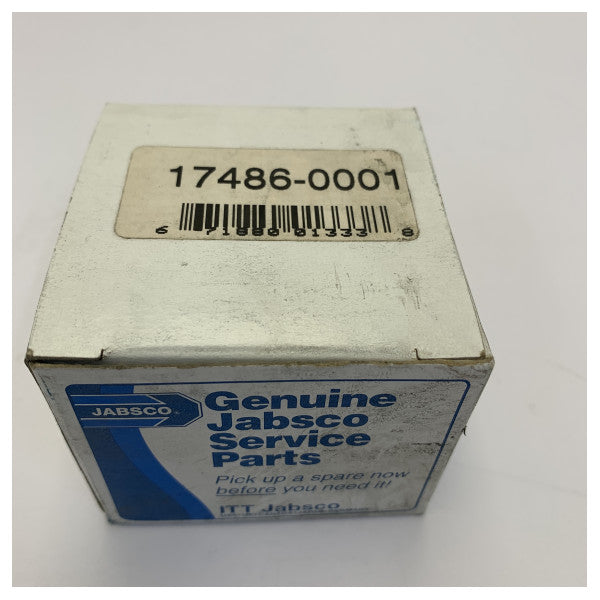 17486-0001
6 71880 01333 8
JABSCO
Genuine
Jabsco
Service
Parts
Pick up a spare now
before you need it!
ITT Jabsco